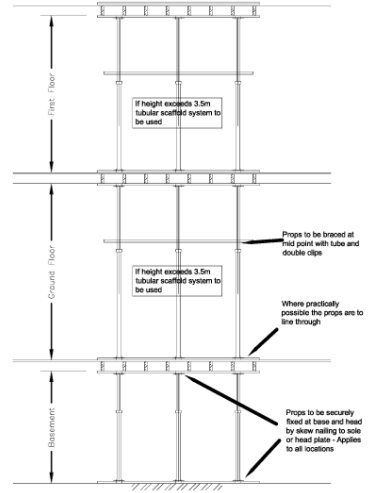 First Floor
If height exceeds 3.5m
tubular scaffold system to
be used
Ground Floor
Props to be braced at
mid point with tube and
double clips
If height exceeds 3.5m
tubular scaffold system to
be used
Where practically
possible the props are to
line through
Basement
Props to be securely
fixed at base and head
by skew nailing to sole
or head plate - Applies
to all locations